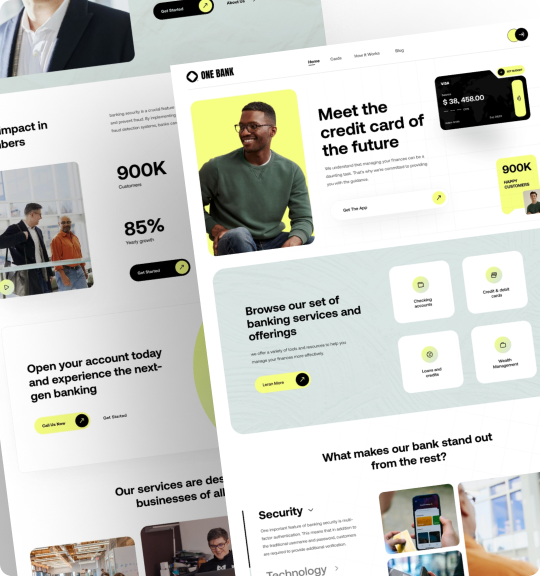 Get Started
About Us
ONE BANK
Home
Cards
How It Works
Blog
Meet the
credit card of
the future
We understand that managing your finances can be a
daunting task. That's why we're committed to providing
you with the guidance.
Get The App
VISA
$ 38, 458.00
900K
HAPPY
CUSTOMERS
Impact in
banking security is a crucial feature
and prevent fraud. By implementing
fraud detection systems, banks can
900K
Customers
85%
Yearly growth
Get Started
Browse our set of
banking services and
offerings
we offer a variety of tools and resources to help you
manage your finances more effectively.
Learn More
Checking
accounts
Credit & debit
cards
Loans and
credits
Wealth
Management
Open your account today
and experience the next-
gen banking
Call Us Now
Get Started
Our services are des
businesses of all
What makes our bank stand out
from the rest?
Security
One important feature of banking security is multi-
factor authentication. This means that in addition to
the traditional username and password, customers
are required to provide additional verification.
Technology